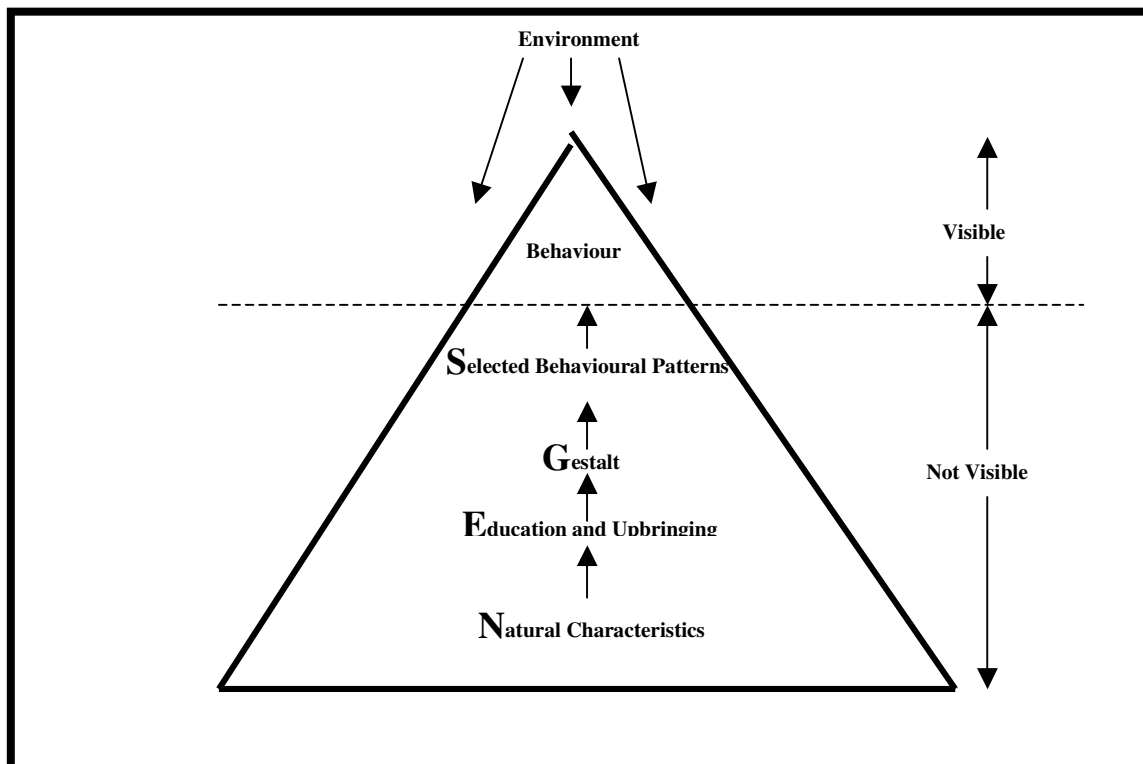 Environment
Visible
Behaviour
Selected Behavioural Patterns
Gestalt
Not Visible
Education and Upbringing
Natural Characteristics